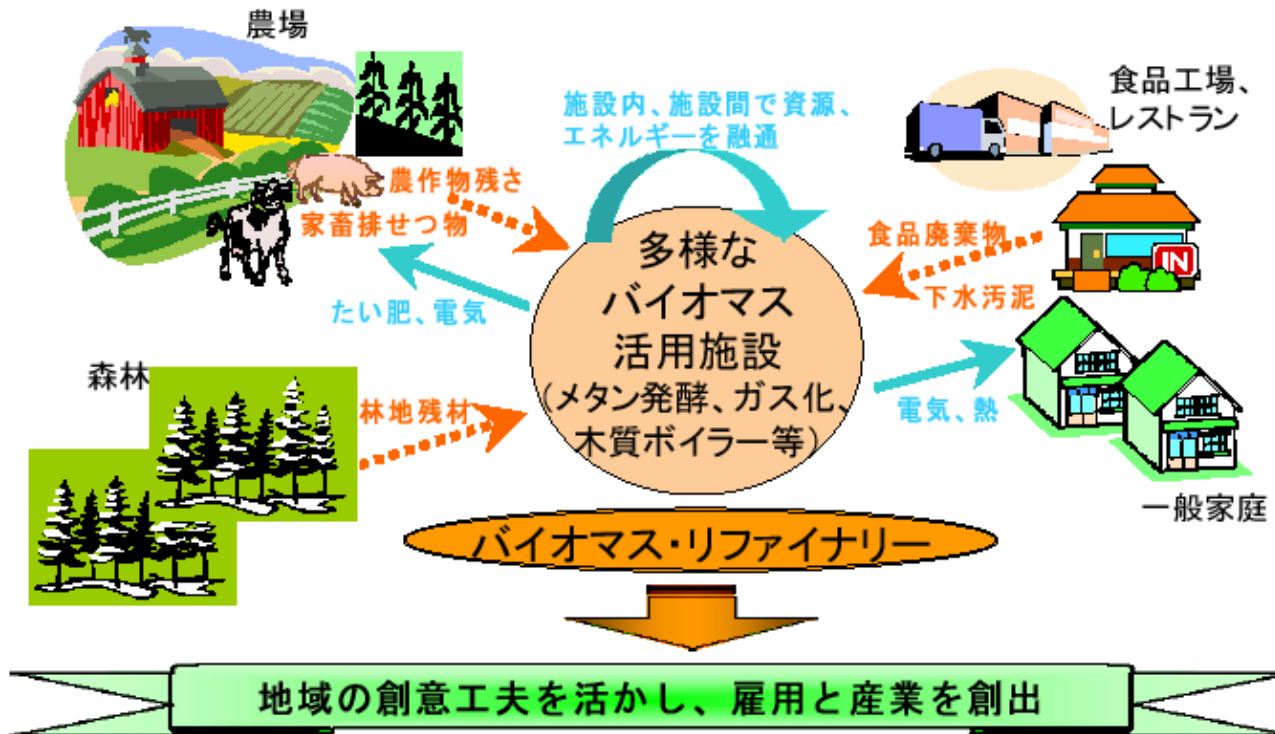 農場
食品工場、
レストラン
施設内、施設間で資源、
エネルギーを融通
農作物残さ
家畜排せつ物
たい肥、電気
食品廃棄物
IN
下水汚泥
多様な
バイオマス
活用施設
(メタン発酵、ガス化、
木質ボイラー等)
森林
林地残材
電気、熱
一般家庭
バイオマス・リファイナリー
地域の創意工夫を活かし、雇用と産業を創出